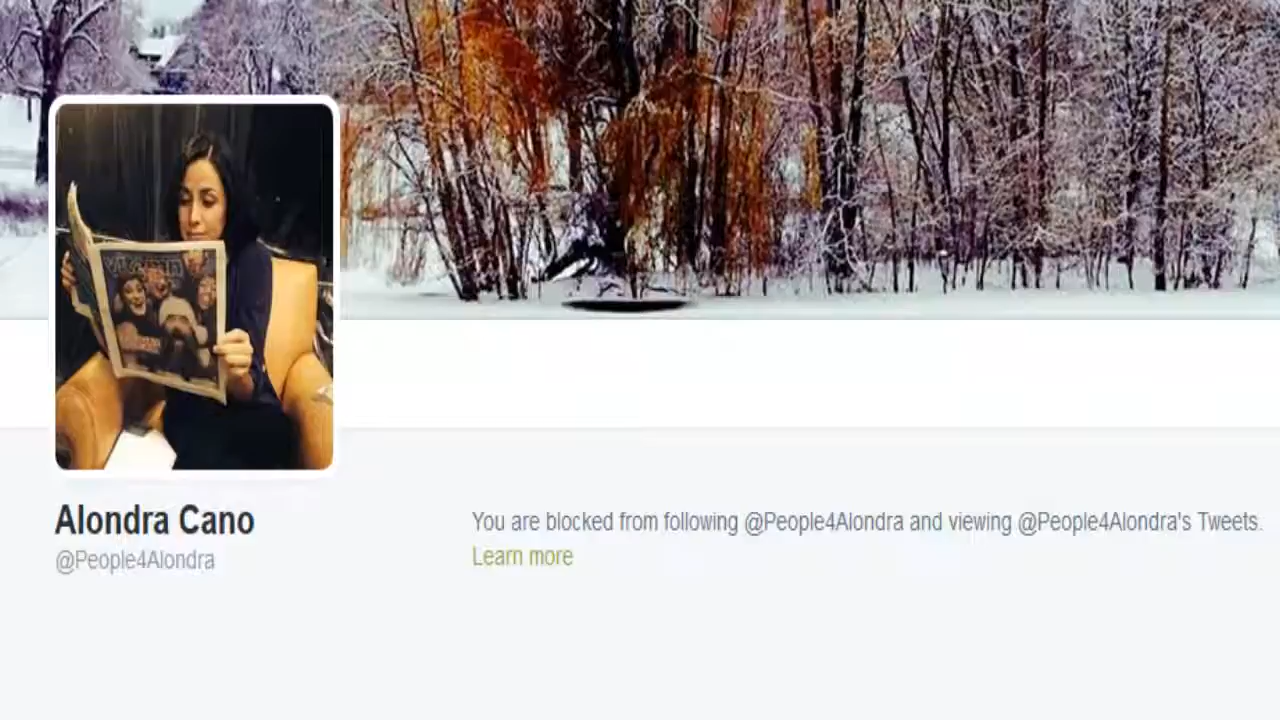 Alondra Cano
@People4Alondra
You are blocked from following @People4Alondra and viewing @People4Alondra's Tweets.
Learn more